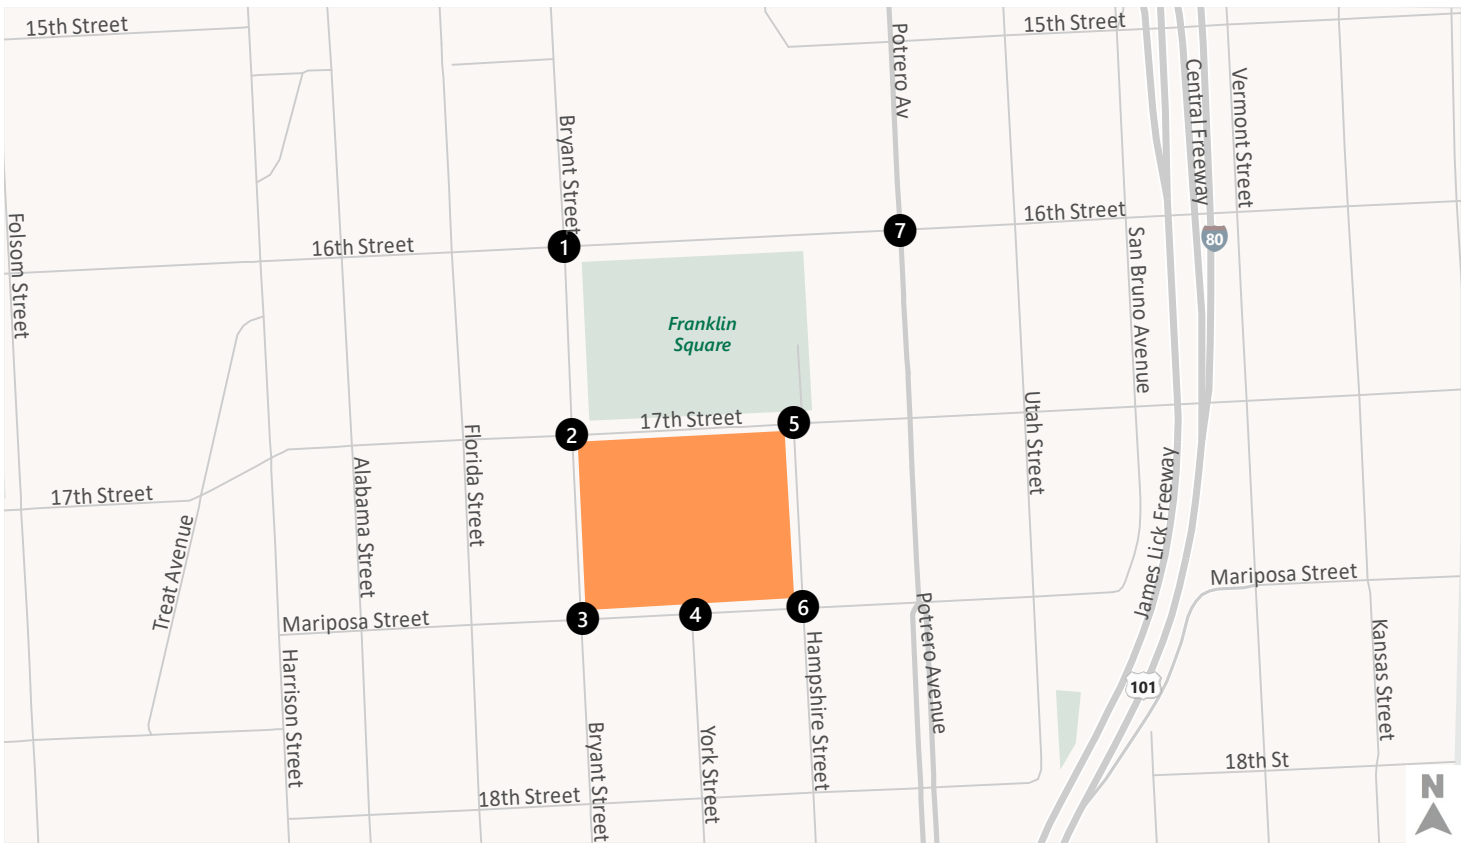 15th Street
15th Street
Potrero Av
Central Freeway
Vermont Street
Bryant Street
Folsom Street
16th Street
1
7
16th Street
San Bruno Avenue
80
Franklin
Square
17th Street
2
5
Florida Street
Utah Street
Alabama Street
17th Street
Treat Avenue
James Lick Freeway
Mariposa Street
Mariposa Street
3
4
6
Potrero Avenue
Hampshire Street
Harrison Street
Kansas Street
101
Bryant Street
York Street
18th Street
18th St
N